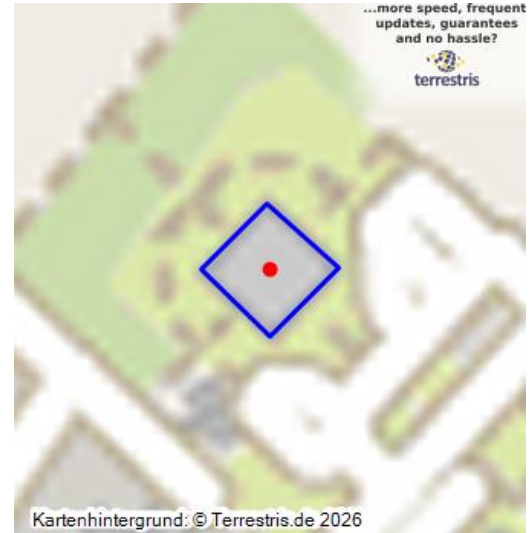 ...more speed, frequent
updates, guarantees
and no hassle?
terrestris
Kartenhintergrund: © Terrestris.de 2026